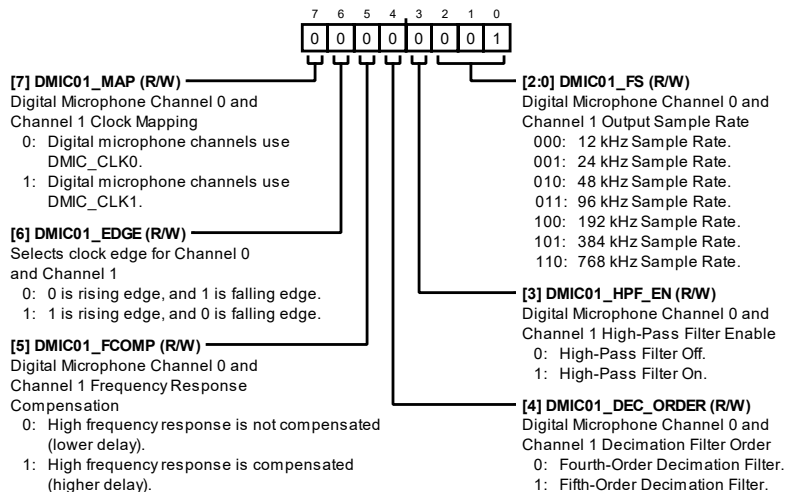 7 6 5 4 3 2 1 0
0 0 0 0 0 0 0 1
[7] DMIC01_MAP (R/W)
Digital Microphone Channel 0 and
Channel 1 Clock Mapping
0: Digital microphone channels use
DMIC_CLK0.
1: Digital microphone channels use
DMIC_CLK1.
[6] DMIC01_EDGE (R/W)
Selects clock edge for Channel 0
and Channel 1
0: 0 is rising edge, and 1 is falling edge.
1: 1 is rising edge, and 0 is falling edge.
[5] DMIC01_FCOMP (R/W)
Digital Microphone Channel 0 and
Channel 1 Frequency Response
Compensation
0: High frequency response is not compensated
(lower delay).
1: High frequency response is compensated
(higher delay).
[2:0] DMIC01_FS (R/W)
Digital Microphone Channel 0 and
Channel 1 Output Sample Rate
000: 12 kHz Sample Rate.
001: 24 kHz Sample Rate.
010: 48 kHz Sample Rate.
011: 96 kHz Sample Rate.
100: 192 kHz Sample Rate.
101: 384 kHz Sample Rate.
110: 768 kHz Sample Rate.
[3] DMIC01_HPF_EN (R/W)
Digital Microphone Channel 0 and
Channel 1 High-Pass Filter Enable
0: High-Pass Filter Off.
1: High-Pass Filter On.
[4] DMIC01_DEC_ORDER (R/W)
Digital Microphone Channel 0 and
Channel 1 Decimation Filter Order
0: Fourth-Order Decimation Filter.
1: Fifth-Order Decimation Filter.